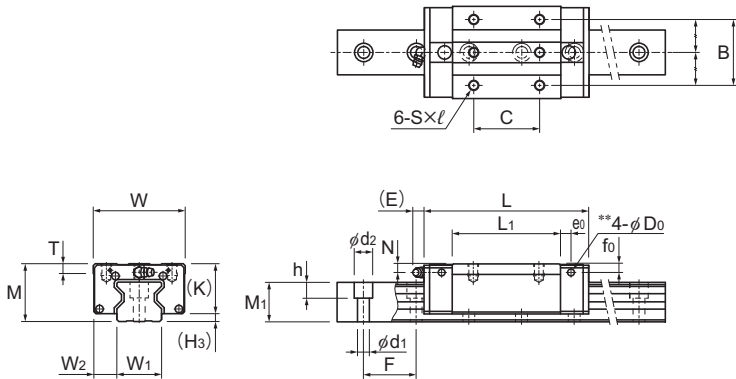 B
6-S×ℓ
C
W
T
M
(K)
(H3)
W2
W1
(E)
L
L1
e0
**4-φD0
f0
N
φd2
h
M1
φd1
F